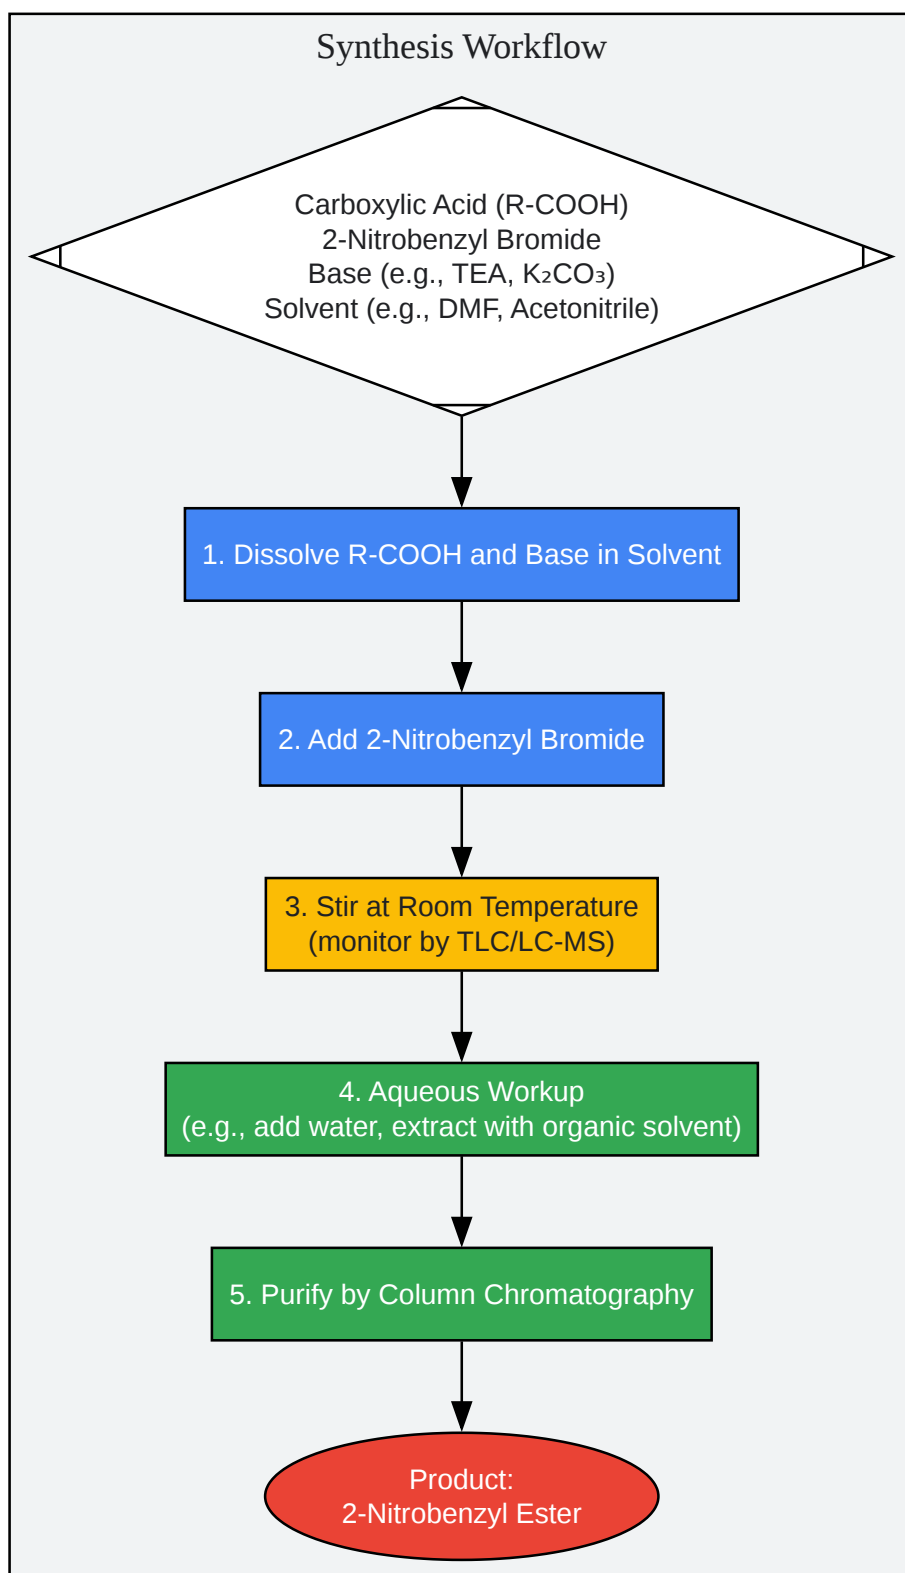 Synthesis Workflow
Carboxylic Acid (R-COOH)
2-Nitrobenzyl Bromide
Base (e.g., TEA, K₂CO₃)
Solvent (e.g., DMF, Acetonitrile)
1. Dissolve R-COOH and Base in Solvent
2. Add 2-Nitrobenzyl Bromide
3. Stir at Room Temperature
(monitor by TLC/LC-MS)
4. Aqueous Workup
(e.g., add water, extract with organic solvent)
5. Purify by Column Chromatography
Product:
2-Nitrobenzyl Ester